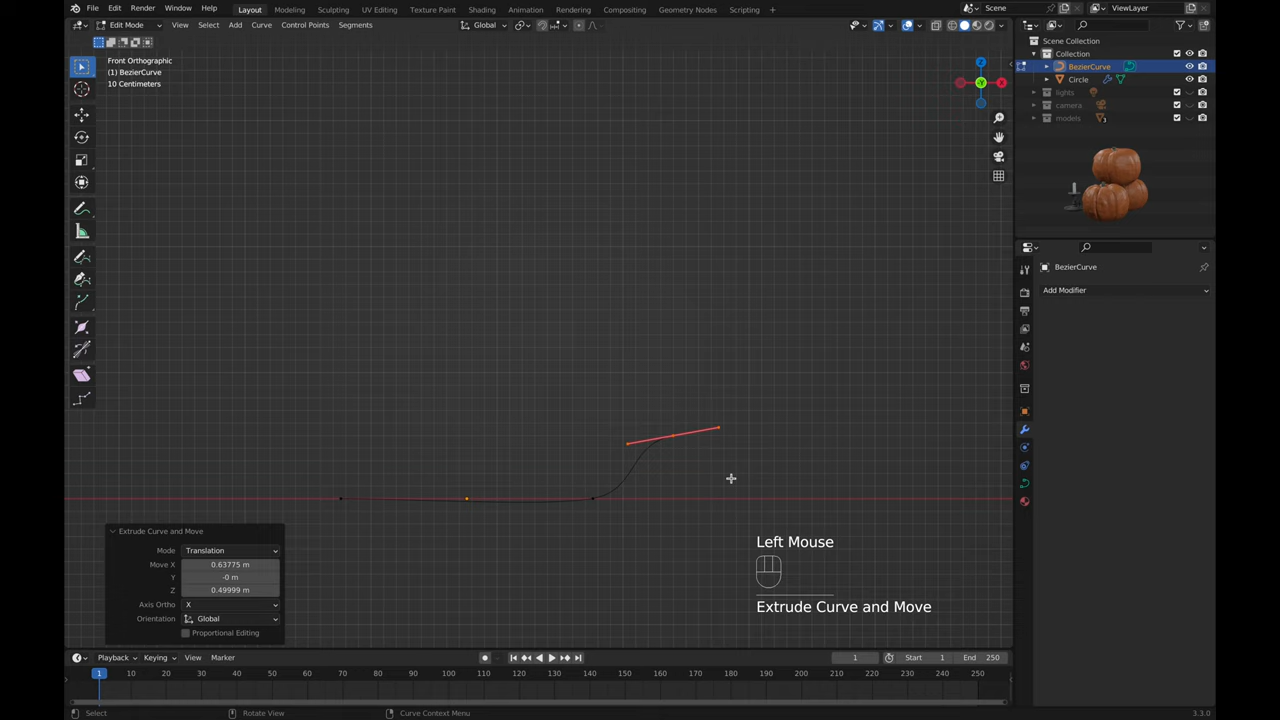 File Edit Render Window Help Layout Modeling Sculpting UV Editing Texture Paint Shading Animation Rendering Compositing Geometry Nodes Scripting Scene ViewLayer
Edit Mode View Select Add Curve Control Points Segments Global
Front Orthographic
(1) BezierCurve
10 Centimeters
Z
Y
X
Scene Collection
Collection
BezierCurve
Circle
lights
camera
models
BezierCurve
Add Modifier
Extrude Curve and Move
Mode Translation
Move X 0.63775 m
Y -0 m
Z 0.49999 m
Axis Ortho X
Orientation Global
Proportional Editing
Left Mouse
Extrude Curve and Move
Playback Keying View Marker 1 Start 1 End 250
1 10 20 30 40 50 60 70 80 90 100 110 120 130 140 150 160 170 180 190 200 210 220 230 240 250
Select Rotate View Curve Context Menu 3.3.0